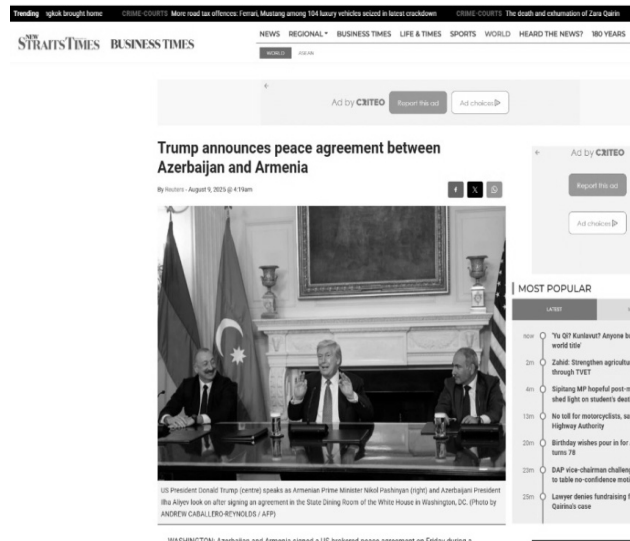 Trending
gkok brought home
CRIME-COURTS More road tax offences: Ferrari, Mustang among 104 luxury vehicles seized in latest crackdown
CRIME-COURTS The death and exhumation of Zara Qairin
NEW STRAITS TIMES
BUSINESS TIMES
NEWS REGIONAL BUSINESS TIMES LIFE & TIMES SPORTS WORLD HEARD THE NEWS? 180 YEARS
WORLD ASEAN
Ad by CRITEO
Report this ad
Ad choices
Trump announces peace agreement between
Azerbaijan and Armenia
By Reuters - August 9, 2025 @ 4:19am
US President Donald Trump (centre) speaks as Armenian Prime Minister Nikol Pashinyan (right) and Azerbaijani President
Ilha Aliyev look on after signing an agreement in the State Dining Room of the White House in Washington, DC. (Photo by
ANDREW CABALLERO-REYNOLDS / AFP)
WASHINGTON: Azerbaijan and Armenia signed a US-brokered peace agreement on Friday during a
Ad by CRITEO
Report this ad
Ad choices
MOST POPULAR
LATEST
now
'Yu Qi? Kunlavut? Anyone b
world title'
2m
Zahid: Strengthen agricultu
through TVET
4m
Sipitang MP hopeful post-m
shed light on student's deat
13m
No toll for motorcyclists, sa
Highway Authority
20m
Birthday wishes pour in for
turns 78
23m
DAP vice-chairman challeng
to table no-confidence moti
25m
Lawyer denies fundraising f
Qairina's case